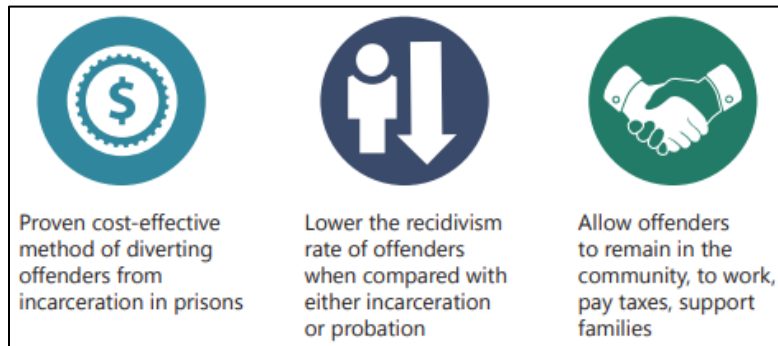 $
Proven cost-effective
method of diverting
offenders from
incarceration in prisons
Lower the recidivism
rate of offenders
when compared with
either incarceration
or probation
Allow offenders
to remain in the
community, to work,
pay taxes, support
families